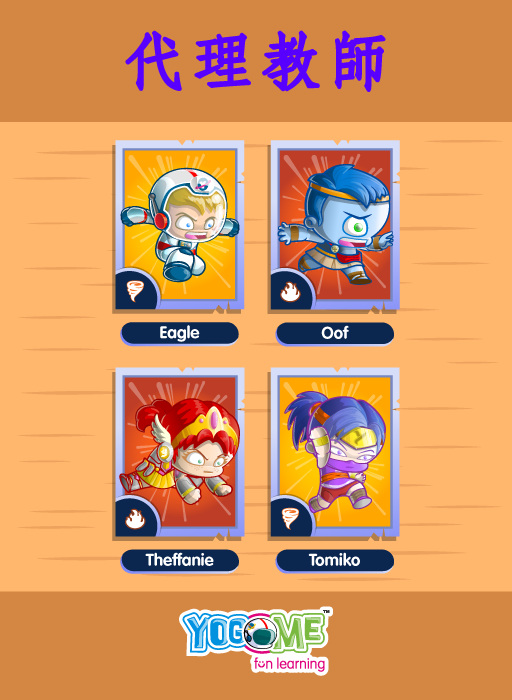 代理教師
Eagle
Oof
Theffanie
Tomiko
YOGOME™
fun learning